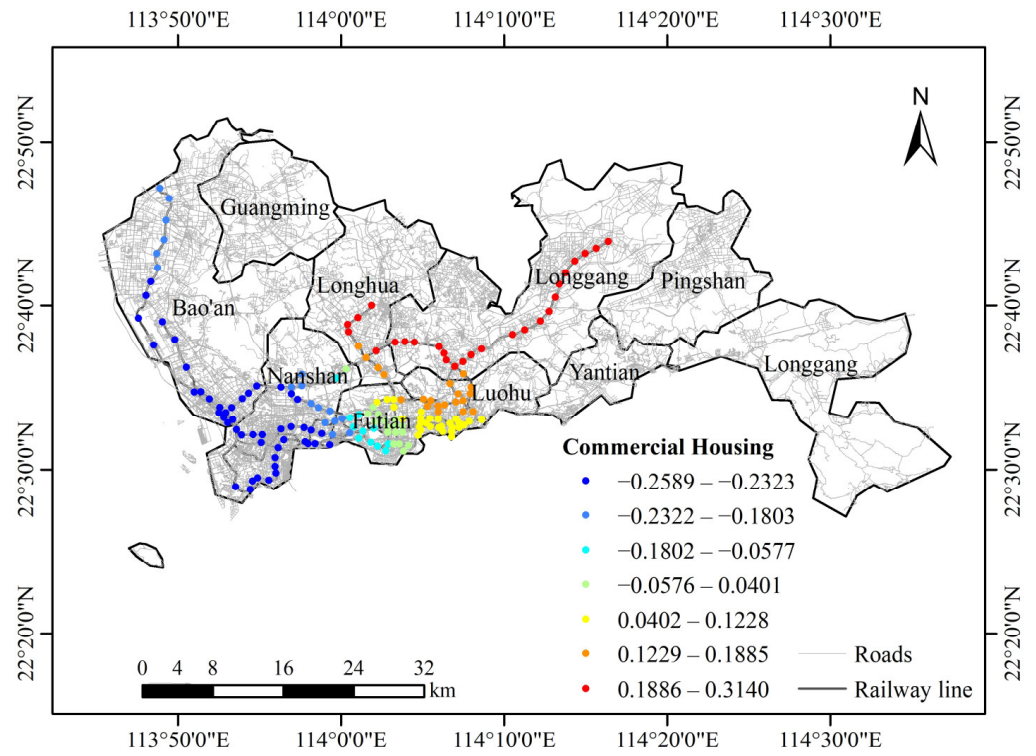 113°50'0"E 114°0'0"E 114°10'0"E 114°20'0"E 114°30'0"E
22°50'0"N
22°50'0"N
N
Guangming
Longhua
Longgang
Pingshan
22°40'0"N
22°40'0"N
Bao'an
Longgang
Nanshan
Yantian
Luohu
Futian
22°30'0"N
22°30'0"N
Commercial Housing
−0.2589 – −0.2323
−0.2322 – −0.1803
−0.1802 – −0.0577
−0.0576 – 0.0401
0.0402 – 0.1228
0.1229 – 0.1885
0.1886 – 0.3140
22°20'0"N
22°20'0"N
Roads
Railway line
0 4 8 16 24 32
km
113°50'0"E 114°0'0"E 114°10'0"E 114°20'0"E 114°30'0"E